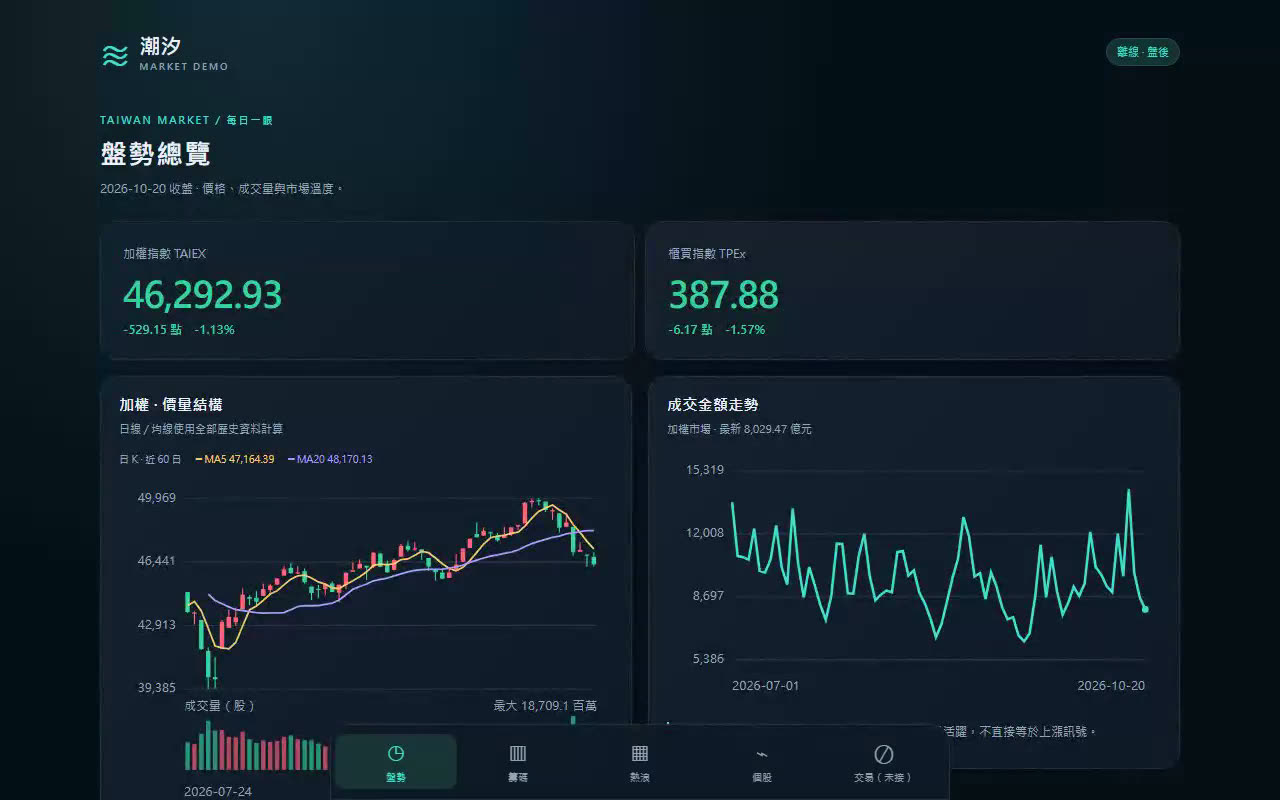 潮汐
MARKET DEMO
離線 · 盤後
TAIWAN MARKET / 每日一眼
盤勢總覽
2026-10-20 收盤 · 價格、成交量與市場溫度。
加權指數 TAIEX
46,292.93
-529.15 點 -1.13%
櫃買指數 TPEx
387.88
-6.17 點 -1.57%
加權 · 價量結構
日線 / 均線使用全部歷史資料計算
日 K · 近 60 日 MA5 47,164.39 MA20 48,170.13
49,969
46,441
42,913
39,385
成交量（股） 最大 18,709.1 百萬
2026-07-24
成交金額走勢
加權市場 · 最新 8,029.47 億元
15,319
12,008
8,697
5,386
2026-07-01 2026-10-20
活躍，不直接等於上漲訊號。
盤勢
籌碼
熱浪
個股
交易（未接）